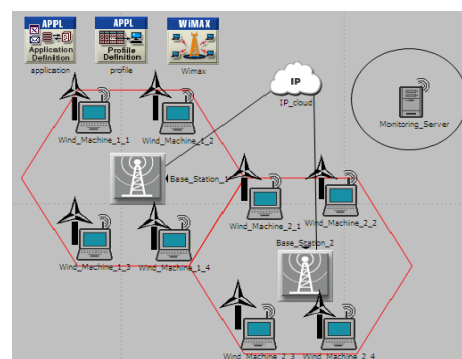 APPL
Application
Definition
application
APPL
Profile
Definition
profile
WiMAX
Wimax
IP
IP_cloud
Monitoring_Server
Wind_Machine_1_1
Wind_Machine_1_2
Base_Station_1
Wind_Machine_2_1
Wind_Machine_2_2
Base_Station_2
Wind_Machine_1_3
Wind_Machine_1_4
Wind_Machine_2_3
Wind_Machine_2_4